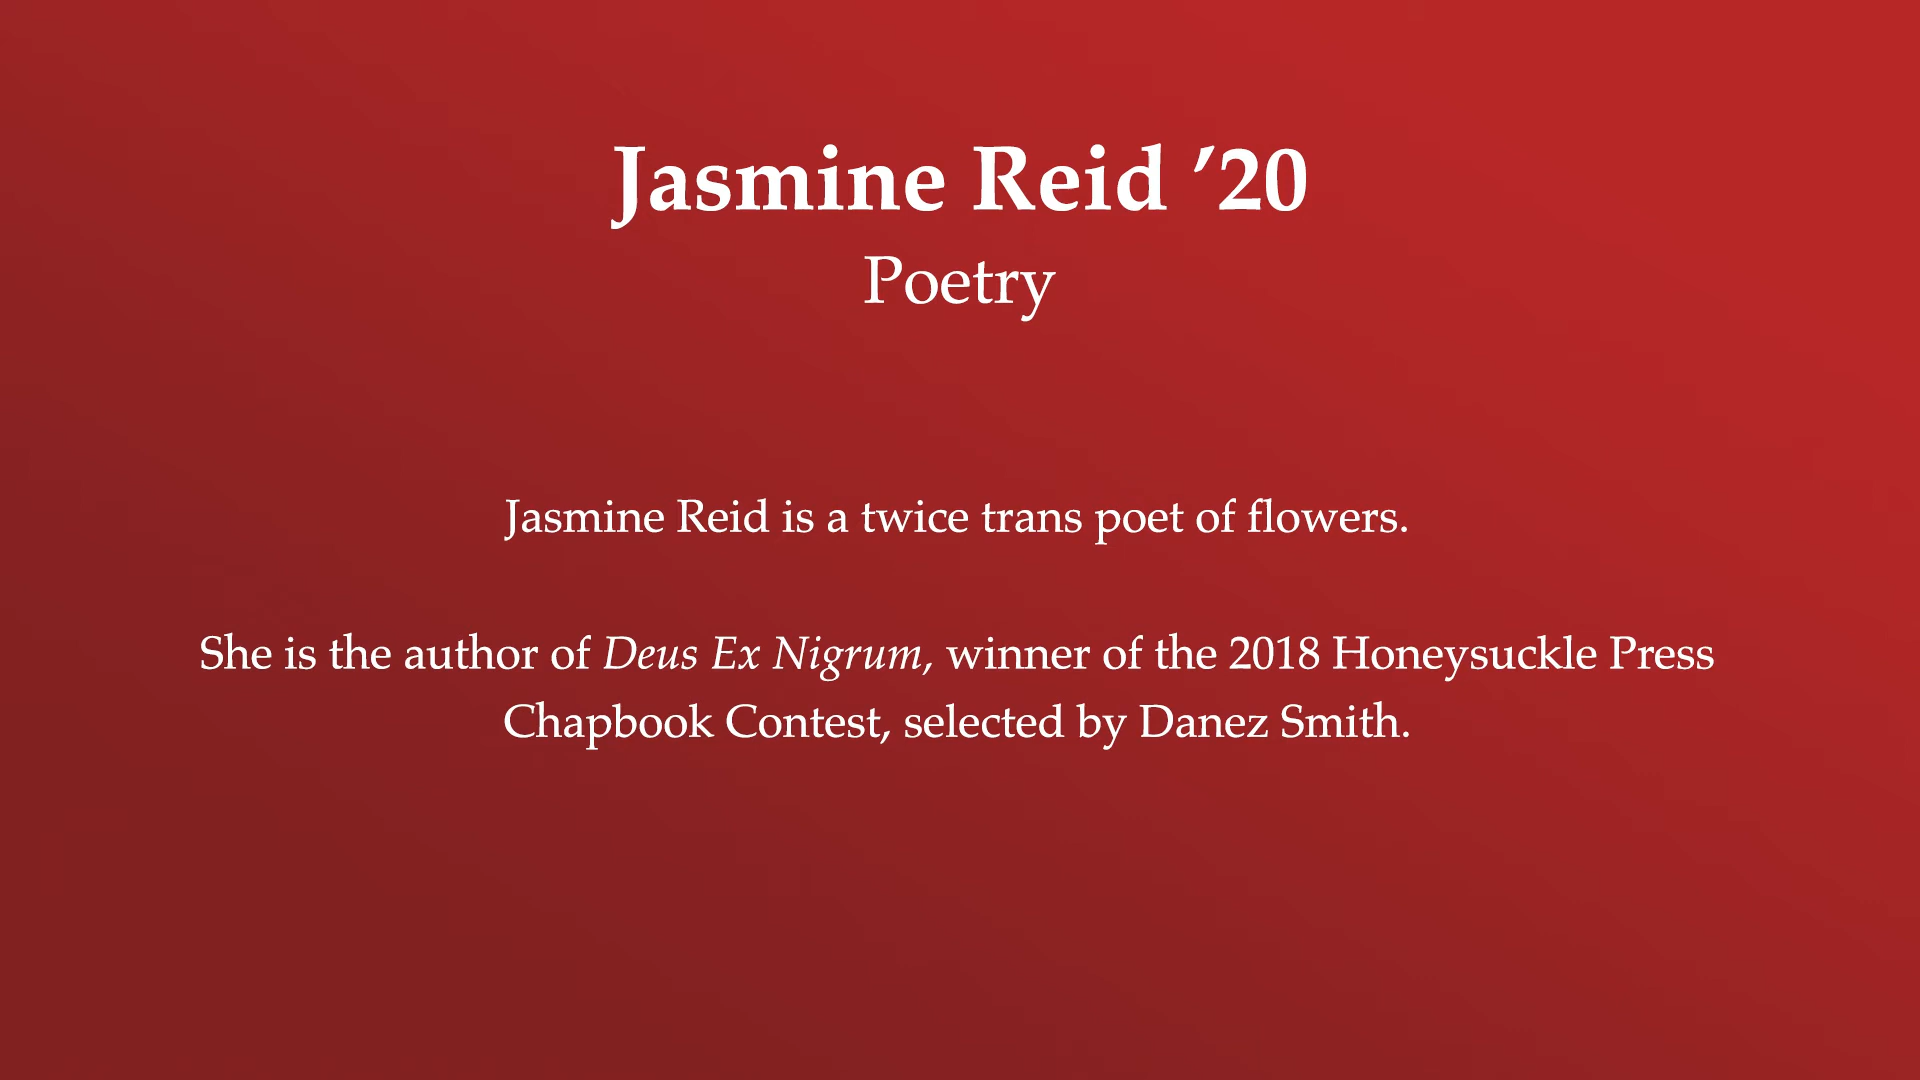 Jasmine Reid ’20
Poetry
Jasmine Reid is a twice trans poet of flowers.
She is the author of Deus Ex Nigrum, winner of the 2018 Honeysuckle Press
Chapbook Contest, selected by Danez Smith.